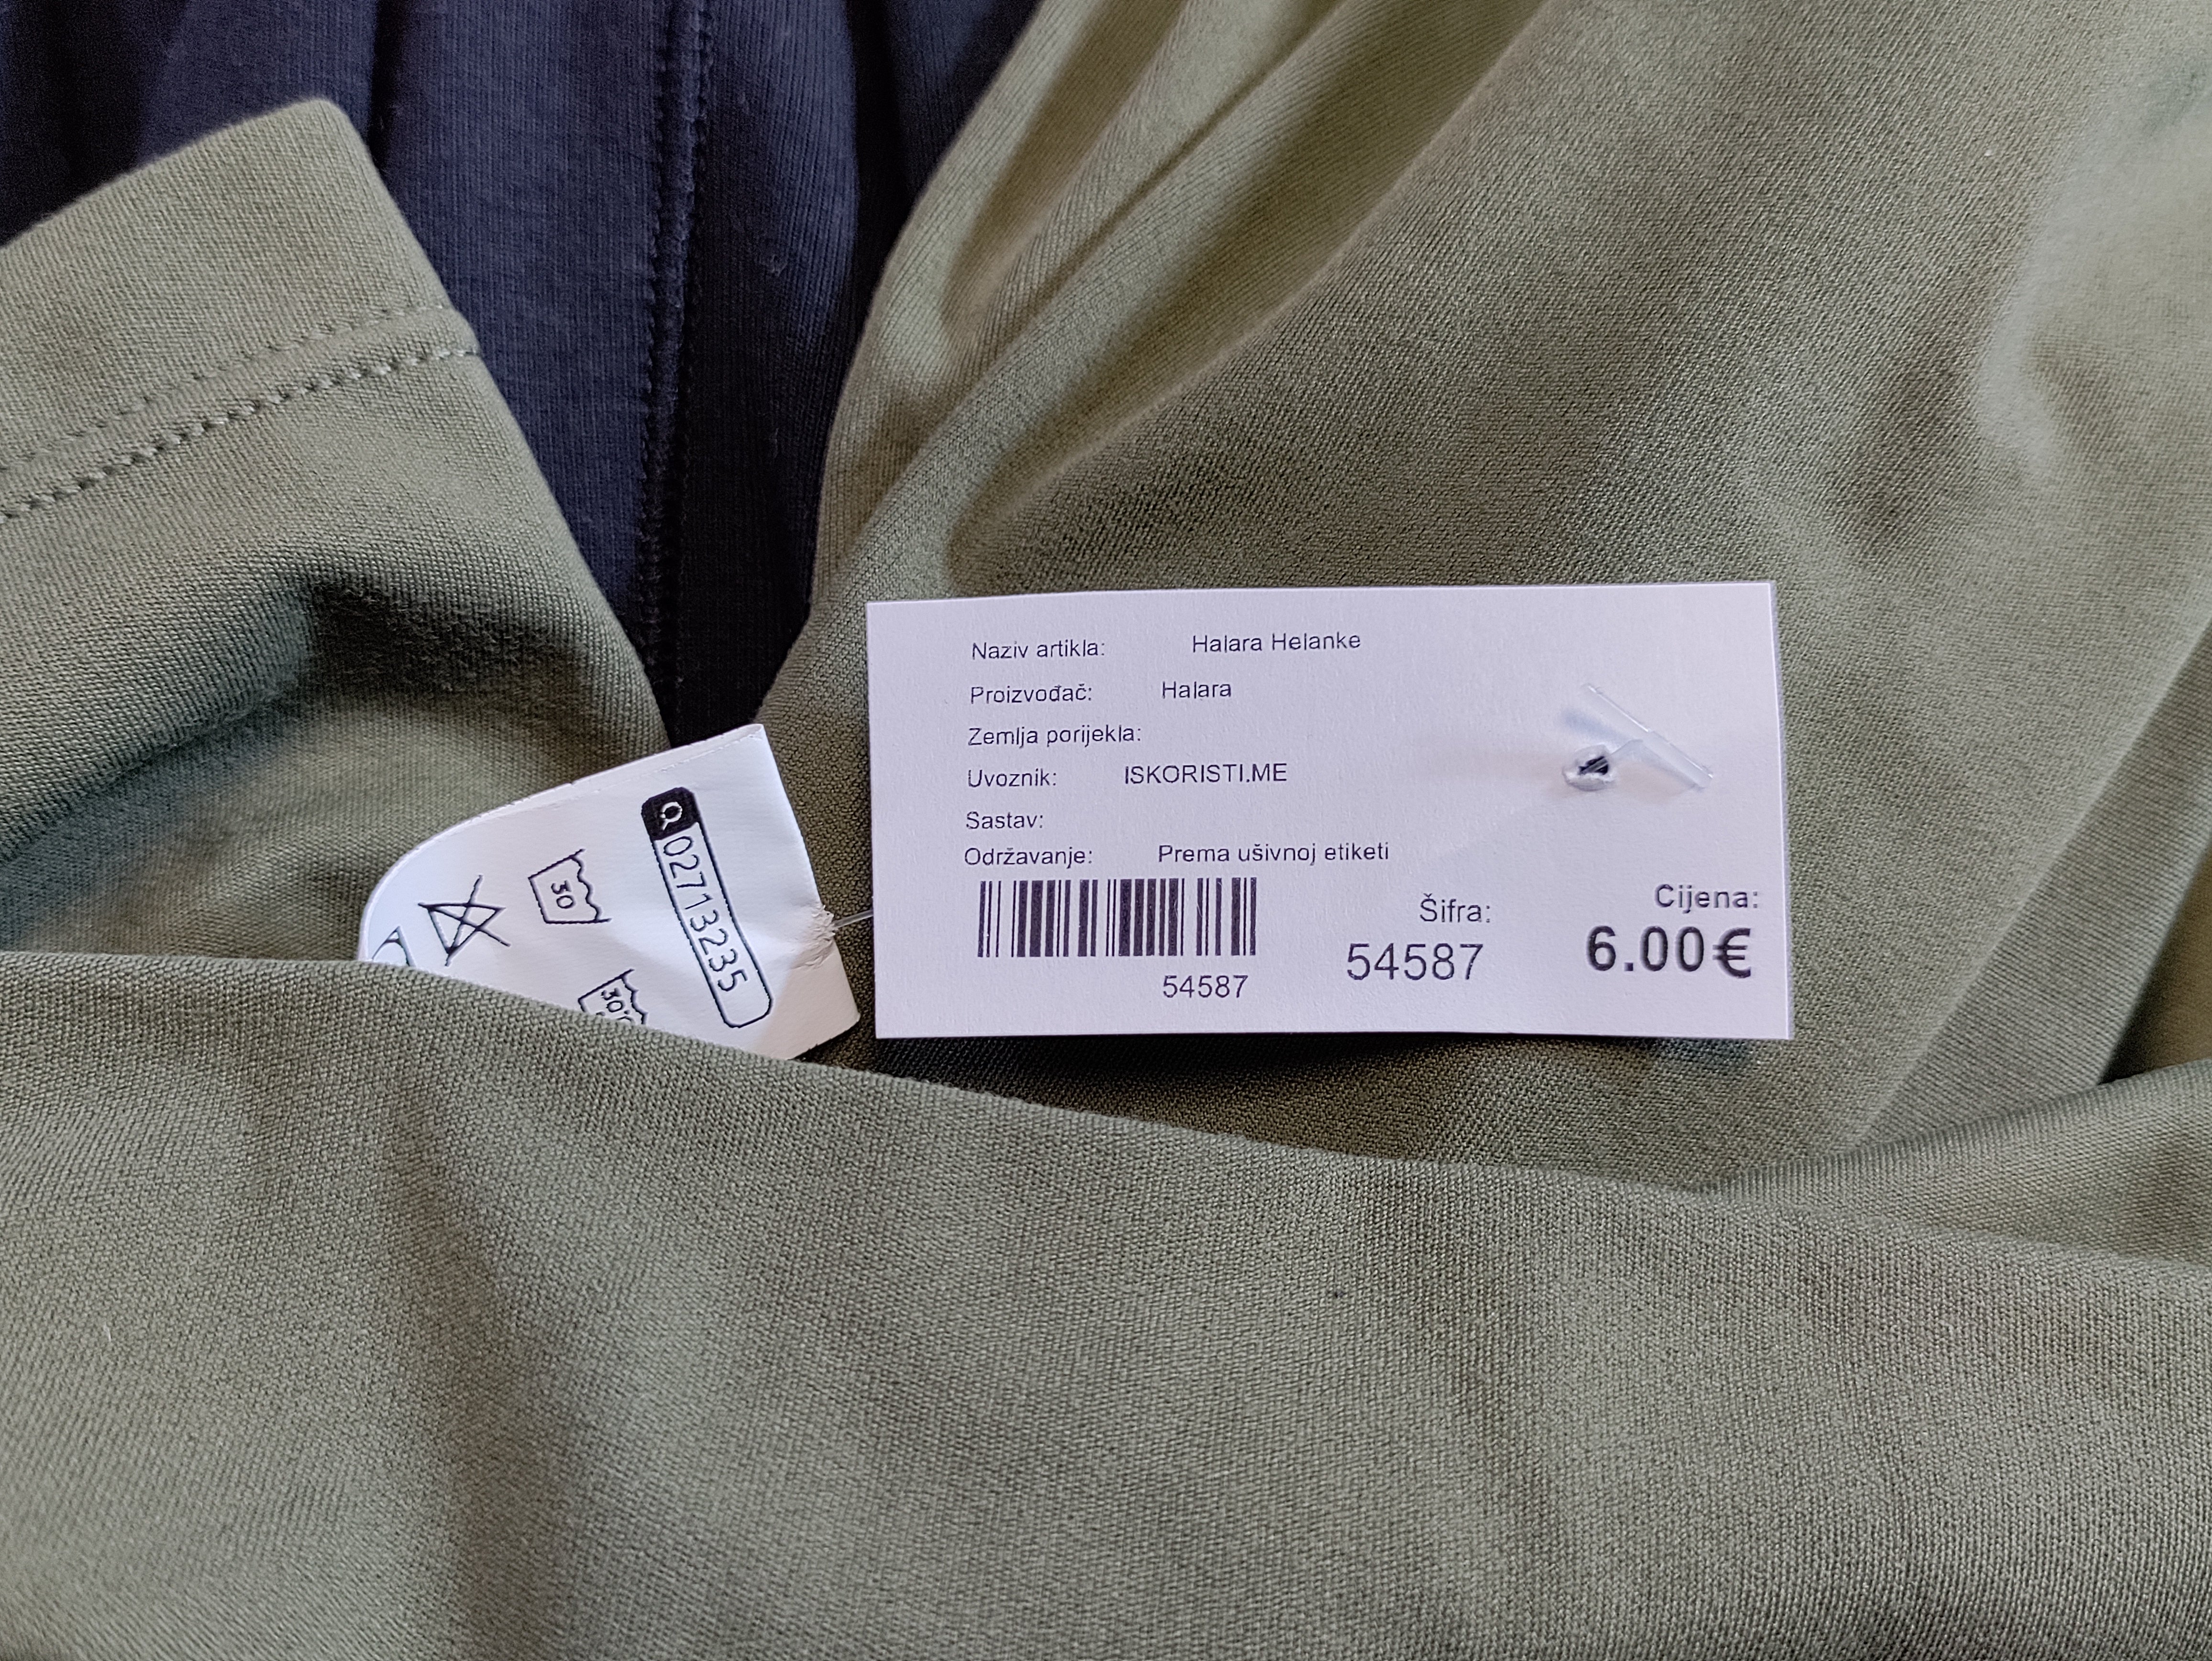 Naziv artikla: Halara Helanke
Proizvođač: Halara
Zemlja porijekla:
Uvoznik: ISKORISTI.ME
Sastav:
Održavanje: Prema ušivnoj etiketi
54587
Šifra:
54587
Cijena:
6.00€
02713235
30
30°